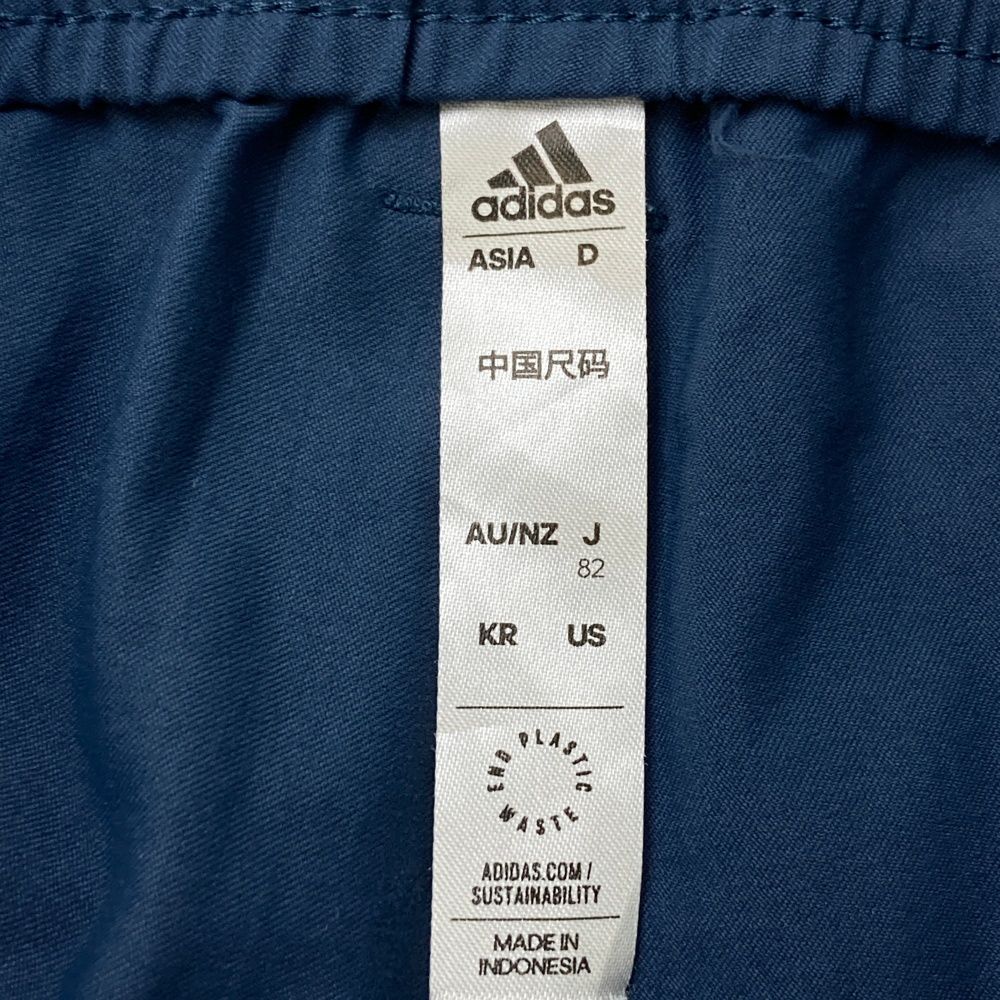 adidas
ASIA D
中国尺码
AU/NZ J
82
KR US
END PLASTIC WASTE
ADIDAS.COM/
SUSTAINABILITY
MADE IN
INDONESIA